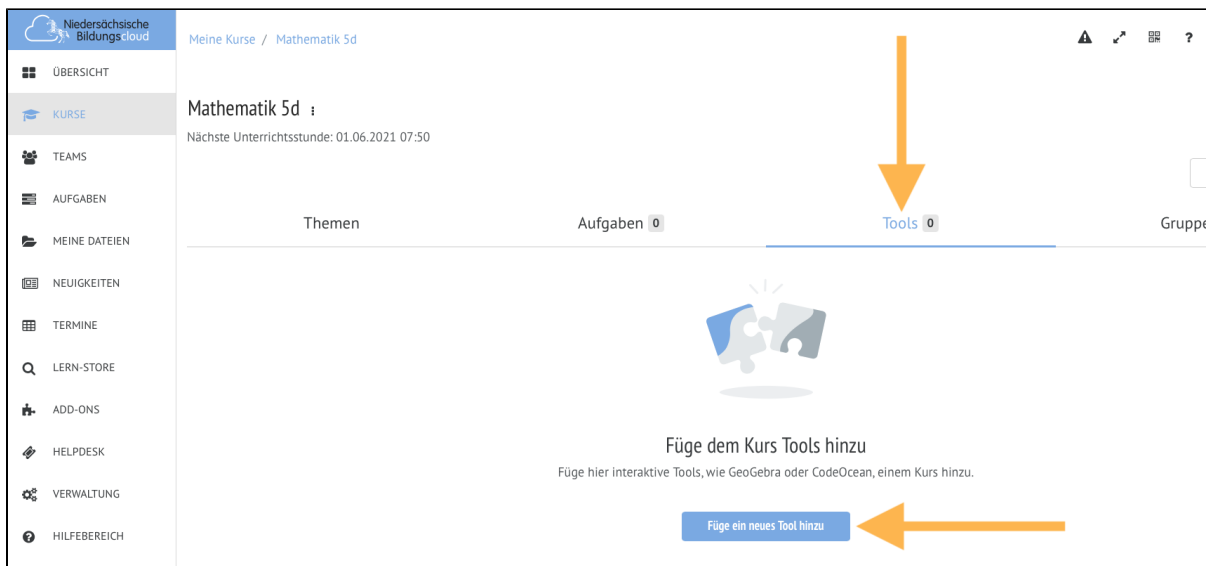 Niedersächsische
Bildungscloud
Meine Kurse / Mathematik 5d
?
ÜBERSICHT
KURSE
TEAMS
AUFGABEN
MEINE DATEIEN
NEUIGKEITEN
TERMINE
LERN-STORE
ADD-ONS
HELPDESK
VERWALTUNG
HILFEBEREICH
Mathematik 5d
Nächste Unterrichtsstunde: 01.06.2021 07:50
Themen
Aufgaben 0
Tools 0
Gruppe
Füge dem Kurs Tools hinzu
Füge hier interaktive Tools, wie GeoGebra oder CodeOcean, einem Kurs hinzu.
Füge ein neues Tool hinzu